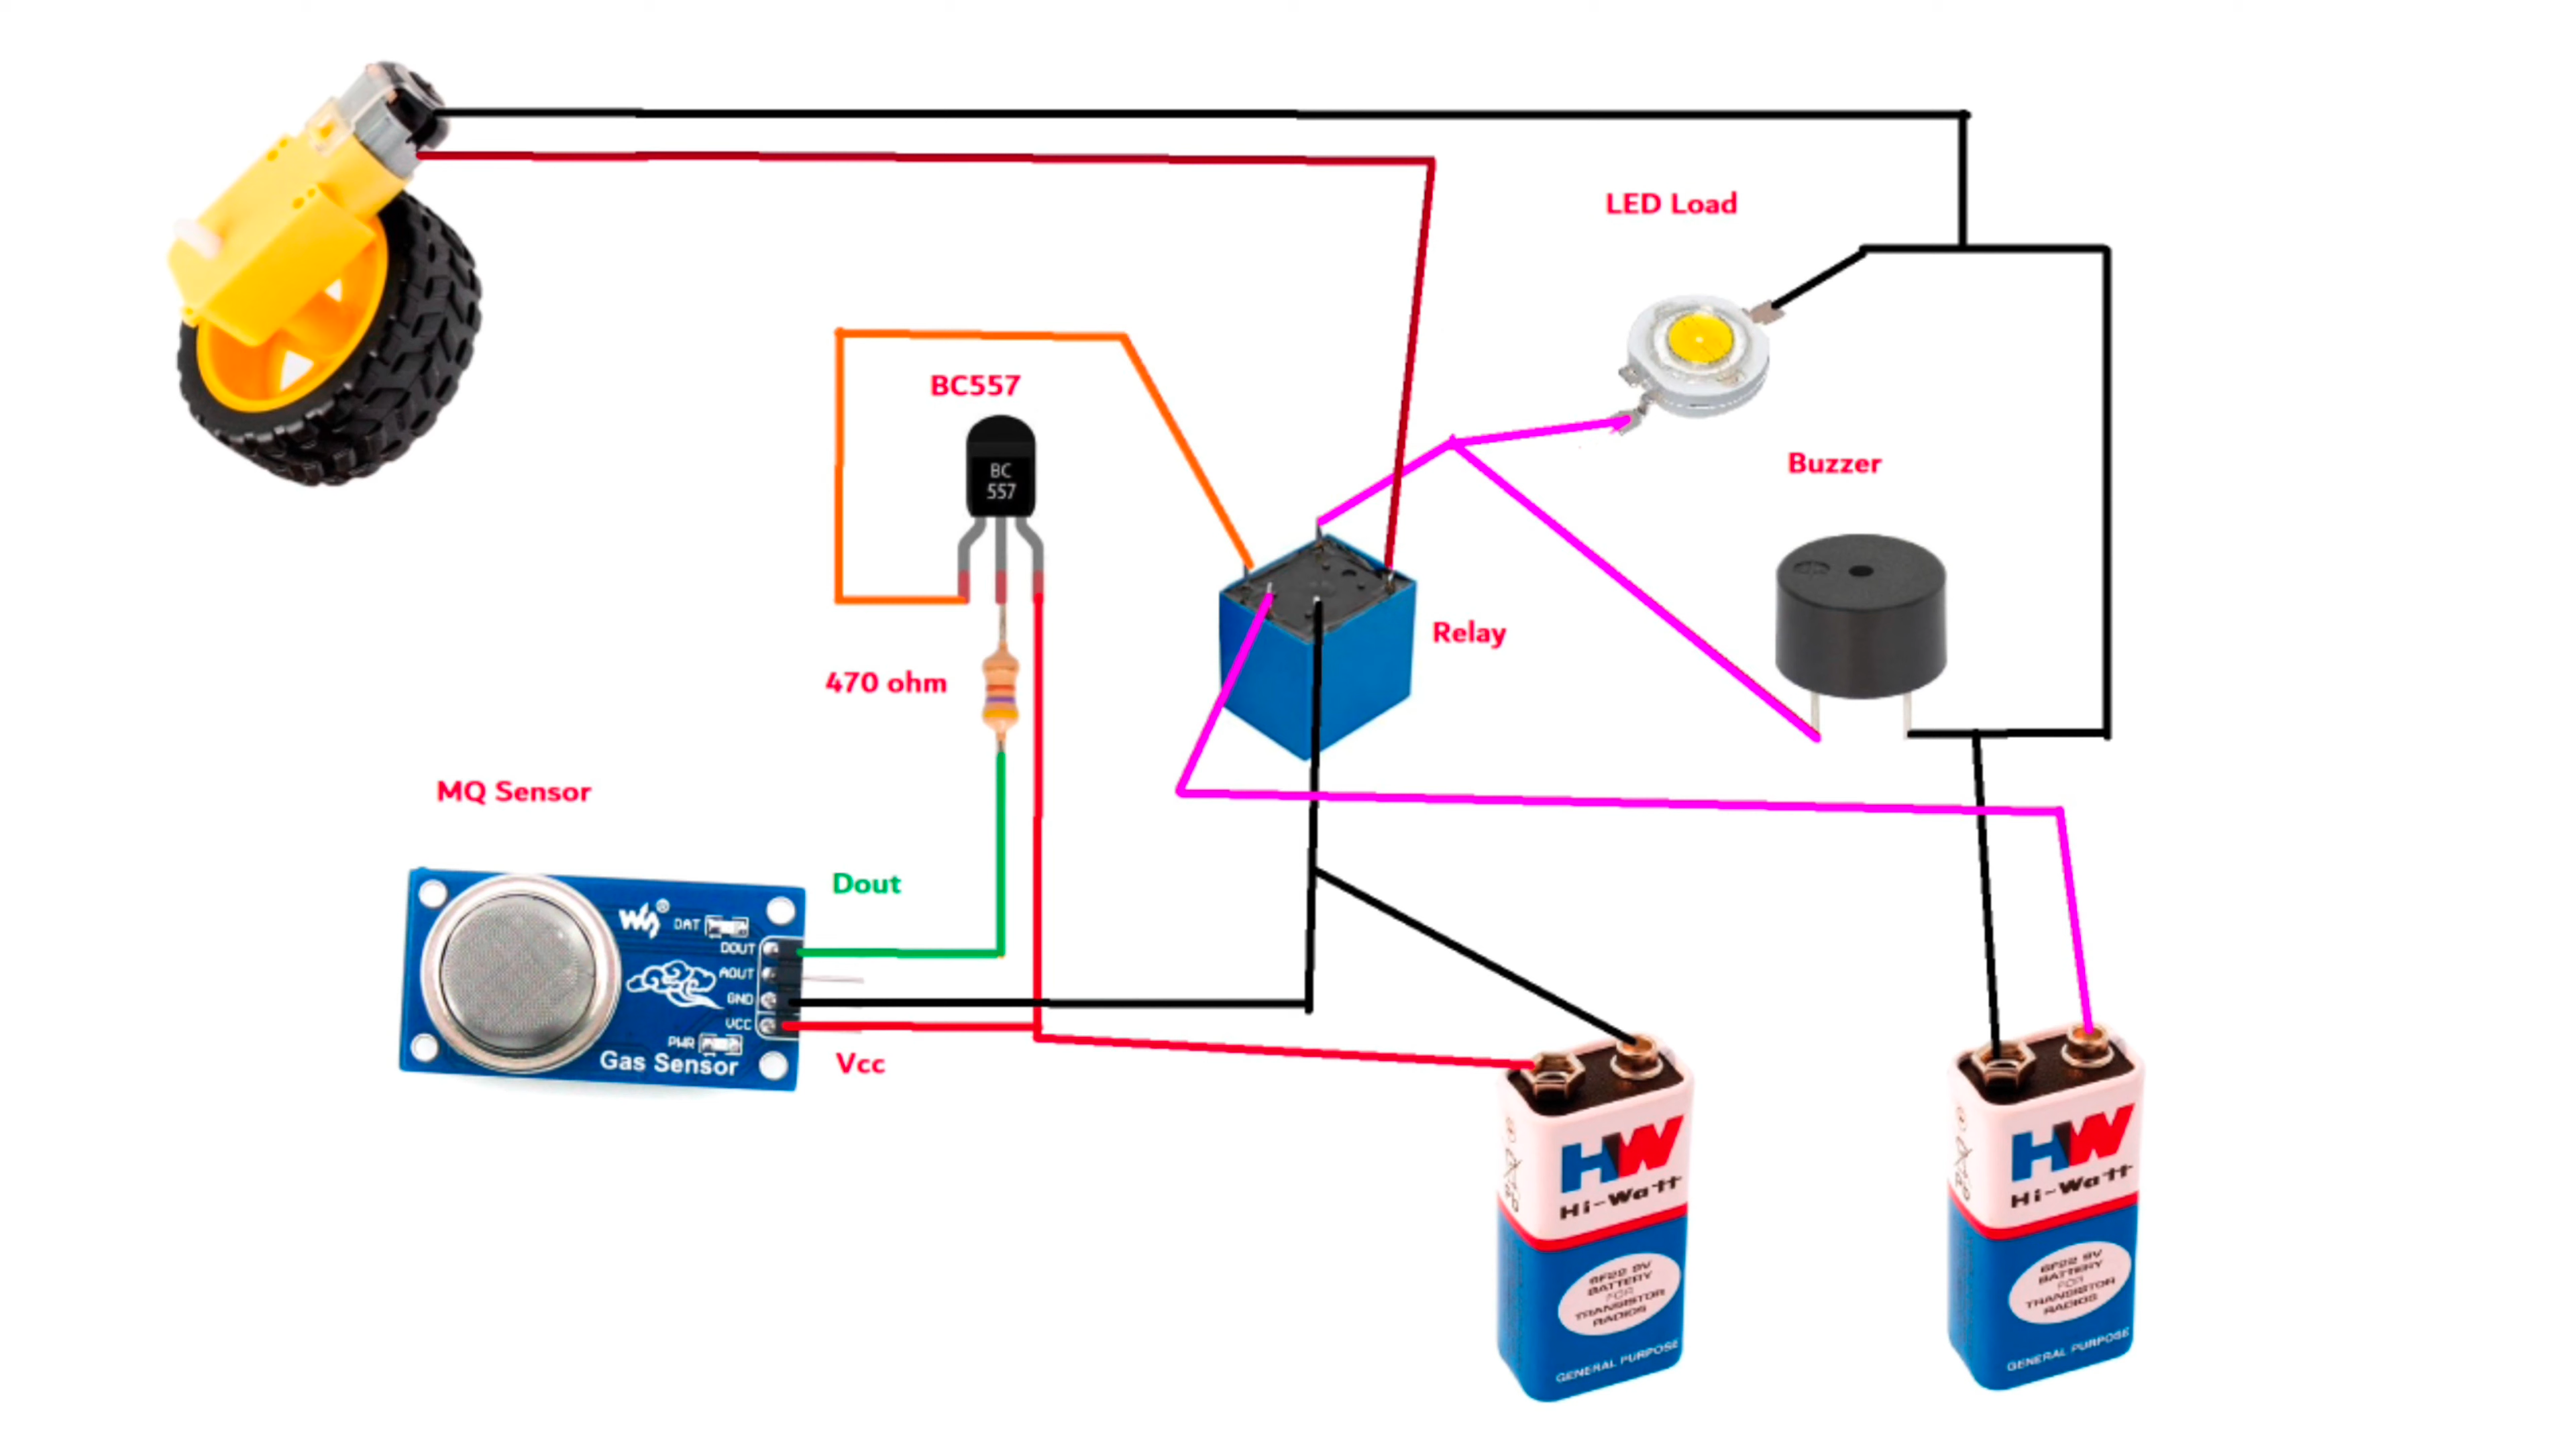 LED Load
BC557
BC
557
Buzzer
Relay
470 ohm
MQ Sensor
Dout
DAT
DOUT
AOUT
GND
VCC
PWR
Gas Sensor
Vcc
HW
Hi-Watt
6F22 9V
BATTERY
FOR
TRANSISTOR
RADIOS
GENERAL PURPOSE
HW
Hi-Watt
6F22 9V
BATTERY
FOR
TRANSISTOR
RADIOS
GENERAL PURPOSE